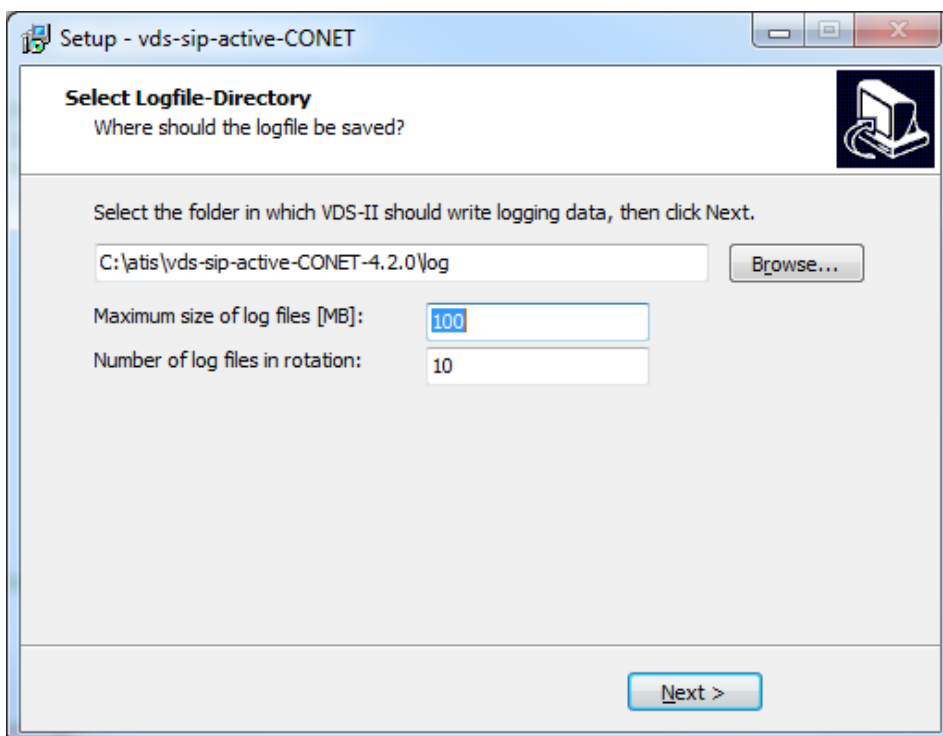 Setup - vds-sip-active-CONET
Select Logfile-Directory
Where should the logfile be saved?
Select the folder in which VDS-II should write logging data, then click Next.
C:\atis\vds-sip-active-CONET-4.2.0\log
Browse...
Maximum size of log files [MB]:
100
Number of log files in rotation:
10
Next >